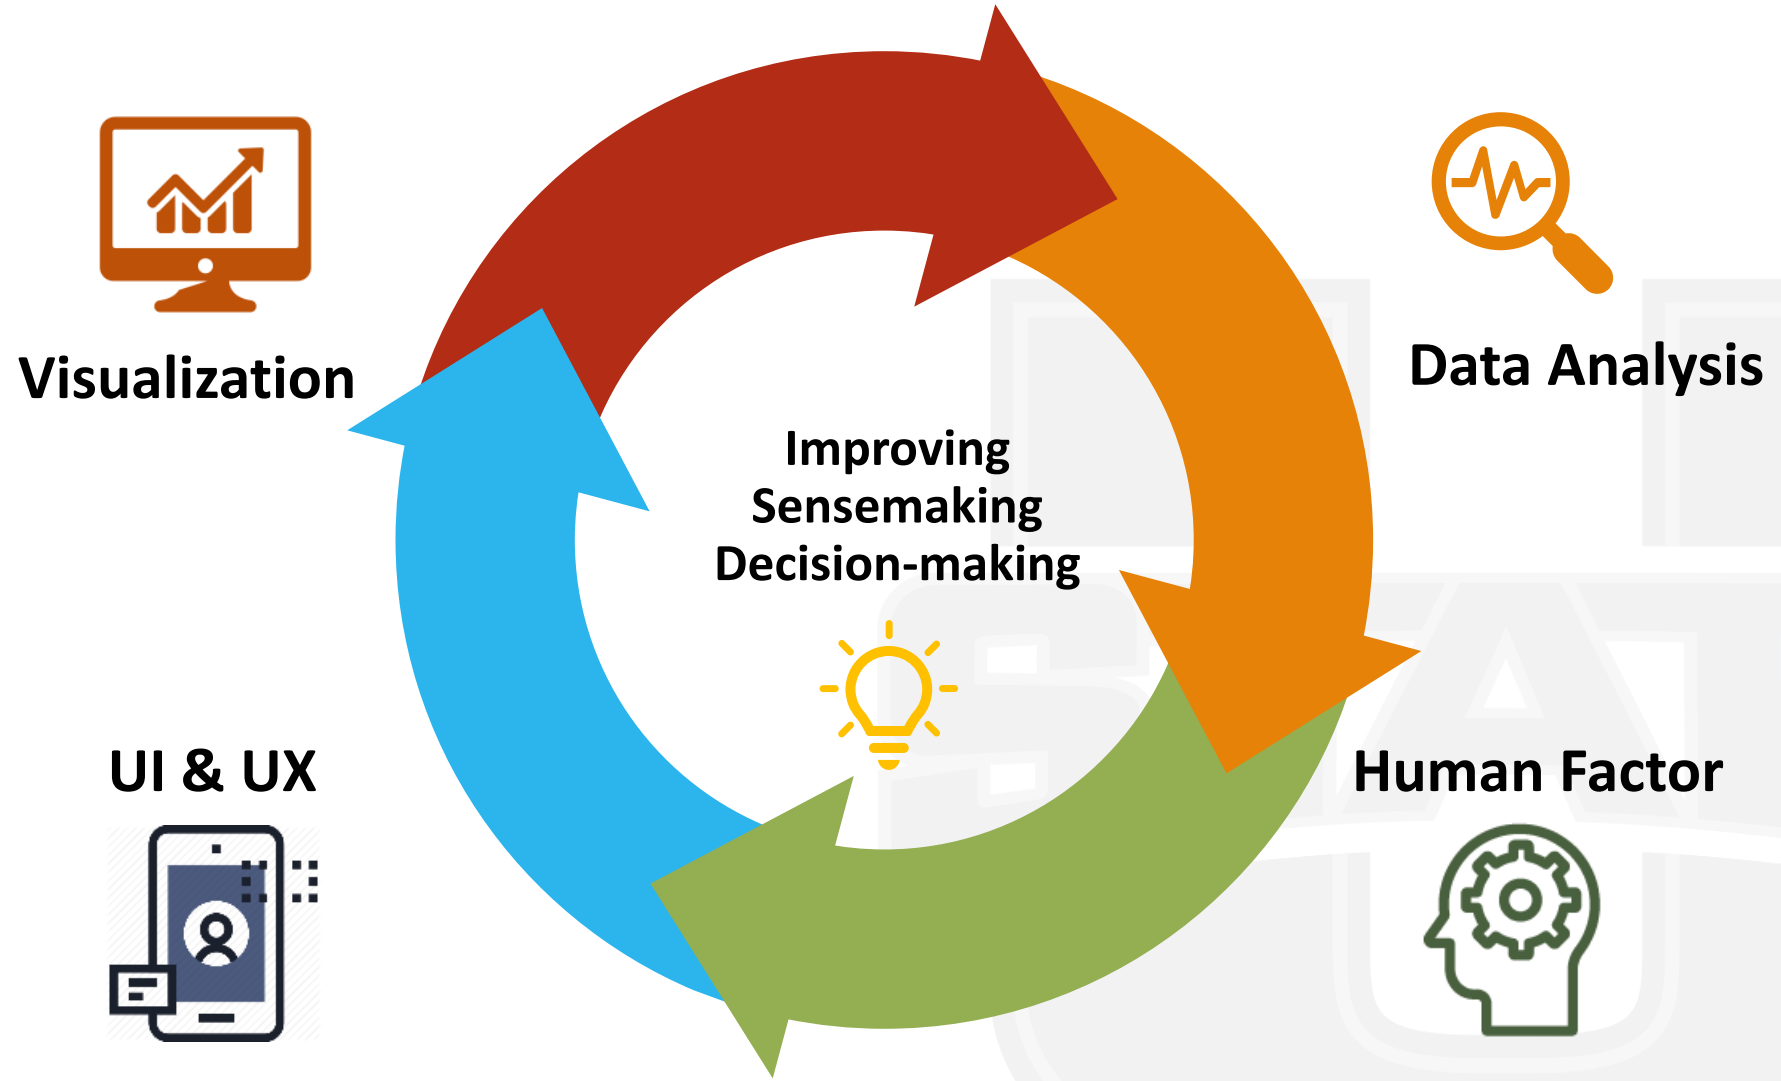 Visualization
Data Analysis
Improving
Sensemaking
Decision-making
UI & UX
Human Factor